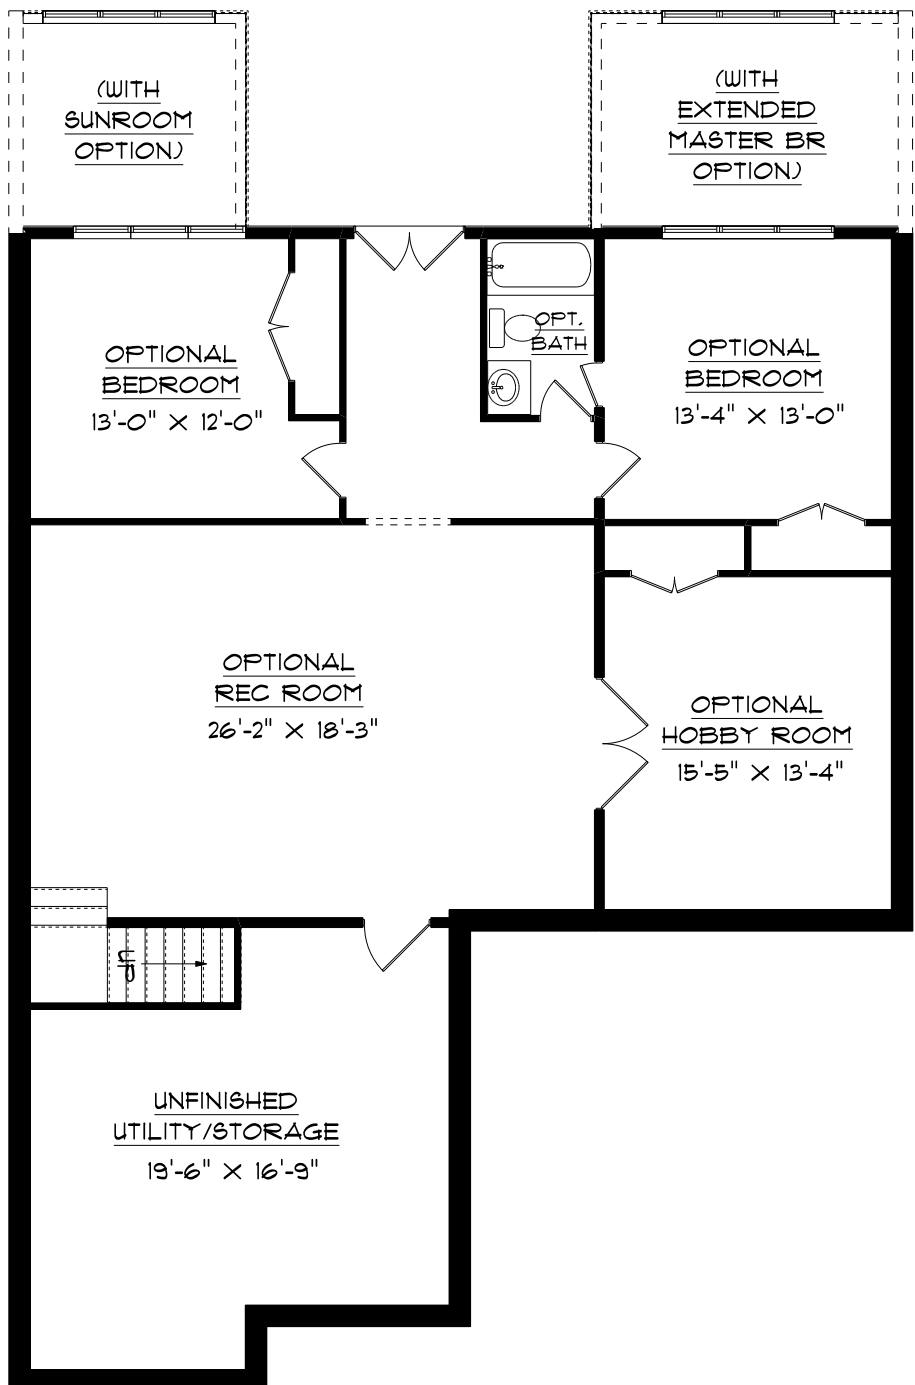 (WITH
SUNROOM
OPTION)
(WITH
EXTENDED
MASTER BR
OPTION)
OPTIONAL
BEDROOM
13'-0" X 12'-0"
OPT.
BATH
OPTIONAL
BEDROOM
13'-4" X 13'-0"
OPTIONAL
REC ROOM
26'-2" X 18'-3"
OPTIONAL
HOBBY ROOM
15'-5" X 13'-4"
UP
UNFINISHED
UTILITY/STORAGE
19'-6" X 16'-9"